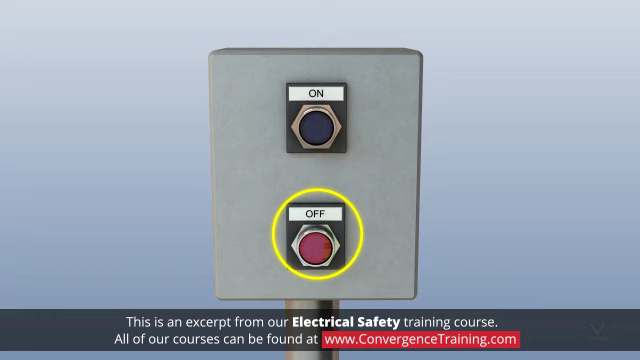 ON
OFF
This is an excerpt from our Electrical Safety training course.
All of our courses can be found at www.ConvergenceTraining.com